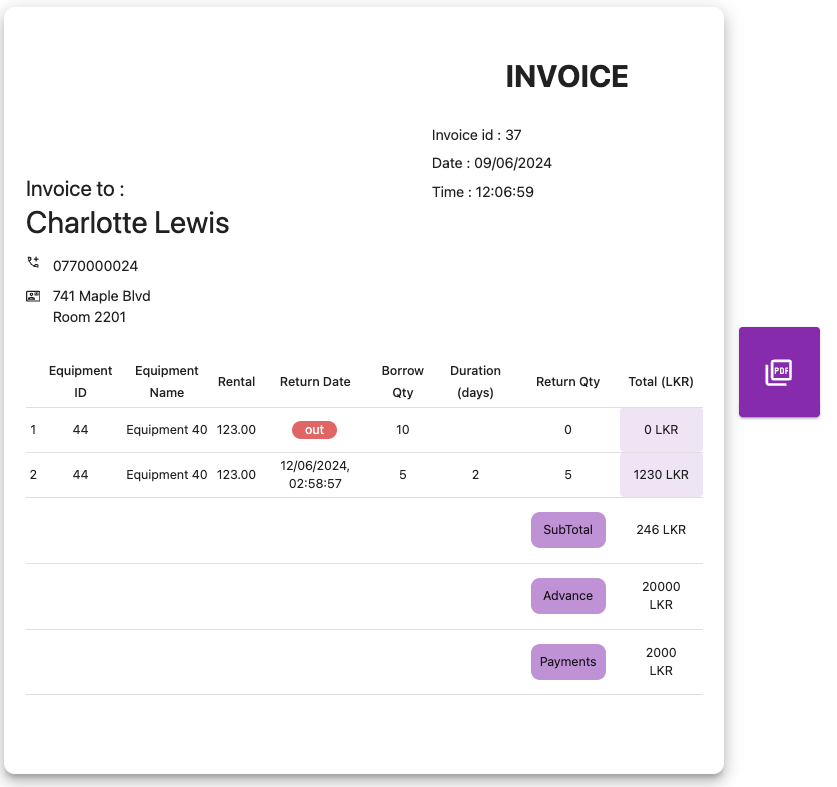 INVOICE
Invoice id : 37
Date : 09/06/2024
Time : 12:06:59
Invoice to :
Charlotte Lewis
0770000024
741 Maple Blvd
Room 2201
Equipment ID Equipment Name Rental Return Date Borrow Qty Duration (days) Return Qty Total (LKR)
1 44 Equipment 40 123.00 out 10 0 0 LKR
2 44 Equipment 40 123.00 12/06/2024, 02:58:57 5 2 5 1230 LKR
SubTotal 246 LKR
Advance 20000 LKR
Payments 2000 LKR
PDF